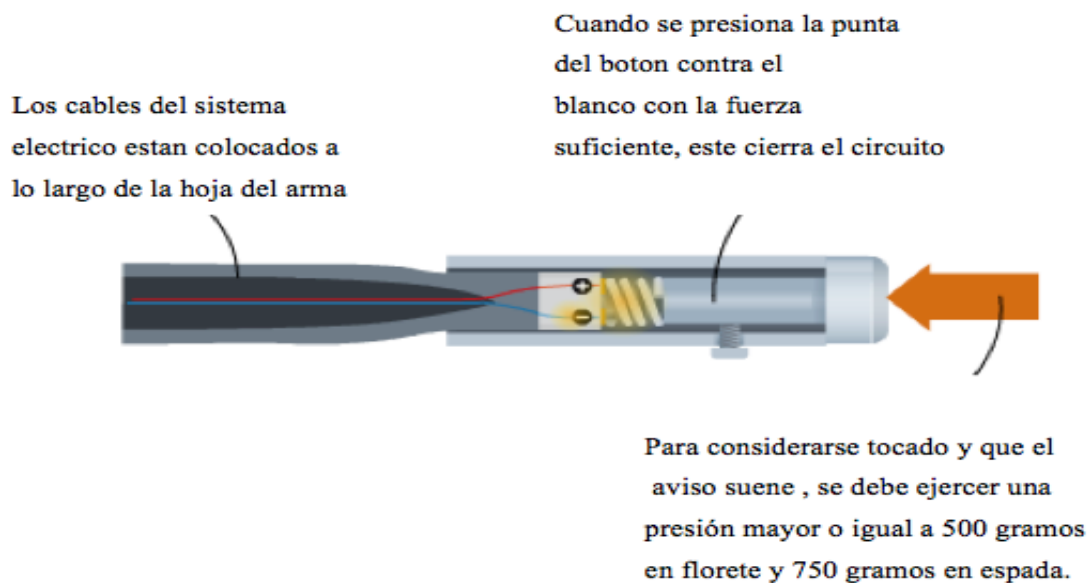 Cuando se presiona la punta
del boton contra el
blanco con la fuerza
suficiente, este cierra el circuito
Los cables del sistema
electrico estan colocados a
lo largo de la hoja del arma
+
−
Para considerarse tocado y que el
aviso suene , se debe ejercer una
presión mayor o igual a 500 gramos
en florete y 750 gramos en espada.